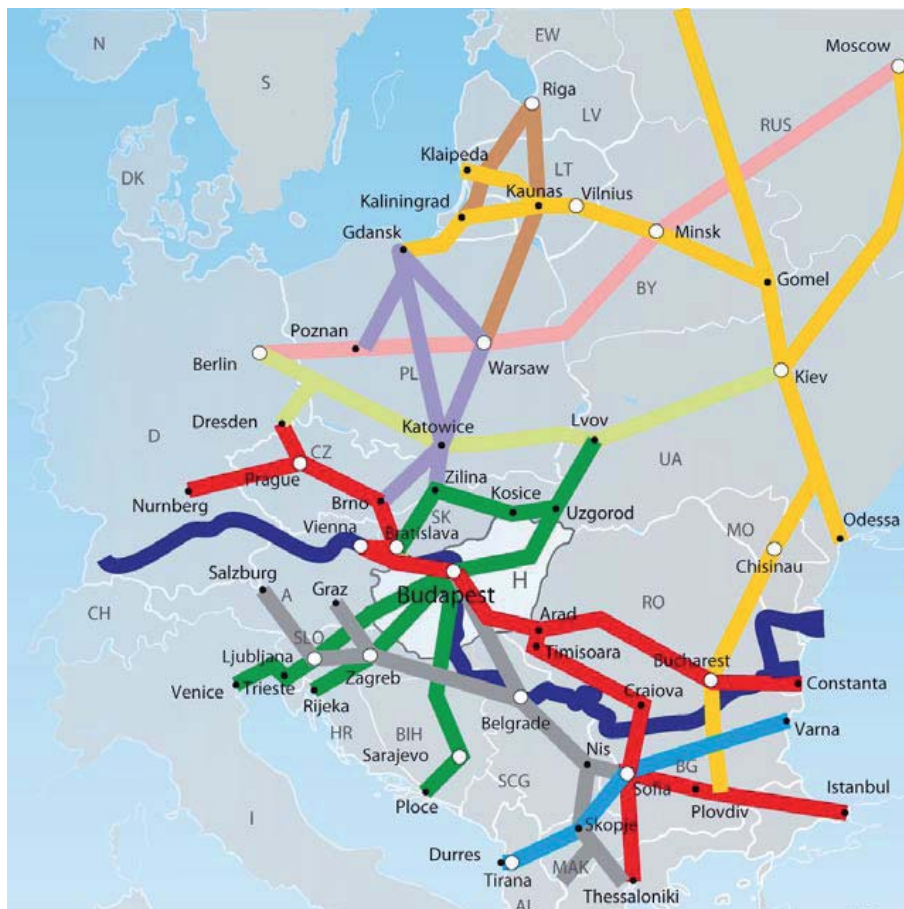 N
EW
Moscow
S
Riga
RUS
LV
Klaipeda
LT
DK
Kaunas
Vilnius
Kaliningrad
Gdansk
Minsk
Gomel
BY
Poznan
Berlin
Warsaw
PL
Kiev
Dresden
Katowice
Lvov
D
CZ
UA
Prague
Zilina
Nurnberg
Brno
Kosice
SK
Uzgorod
Vienna
Bratislava
MO
Odessa
Chisinau
Salzburg
Graz
H
A
Budapest
CH
Arad
RO
SLO
Ljubljana
Timisoara
Bucharest
Zagreb
Venice
Trieste
Constanta
Rijeka
Craiova
Belgrade
HR
BIH
Varna
Sarajevo
Nis
BG
SCG
Sofia
Ploce
Istanbul
Plovdiv
I
Skopje
Durres
MAK
Tirana
Thessaloniki
AL